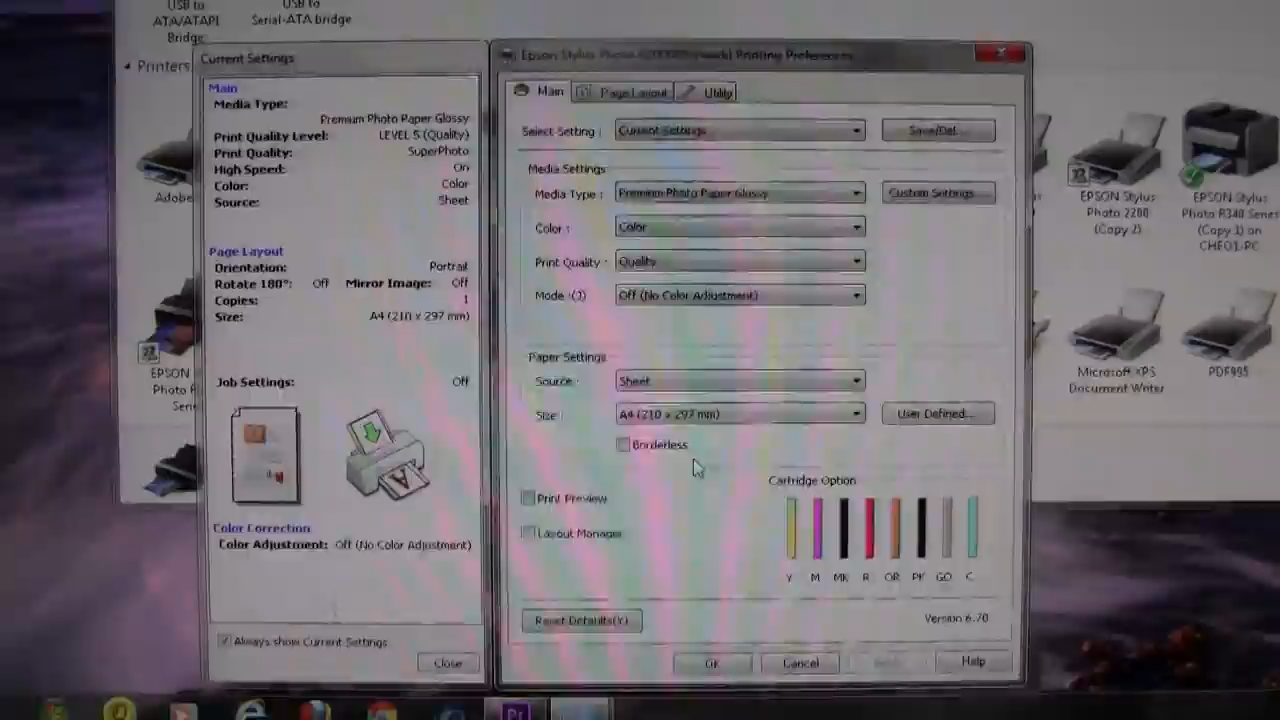 USB to
ATA/ATAPI
Bridge
USB to
Serial-ATA bridge
Printers
Adobe
EPSON
Current Settings
Main
Media Type:
Premium Photo Paper Glossy
Print Quality Level: LEVEL 5 (Quality)
Print Quality: SuperPhoto
High Speed: On
Color: Color
Source: Sheet
Page Layout
Orientation: Portrait
Rotate 180°: Off Mirror Image: Off
Copies: 1
Size: A4 (210 x 297 mm)
Job Settings: Off
Color Correction
Color Adjustment: Off (No Color Adjustment)
Always show Current Settings
Close
Epson Stylus Photo Printing Preferences
Main Page Layout Utility
Select Setting : Current Settings Save/Del...
Media Settings
Media Type : Premium Photo Paper Glossy Custom Settings...
Color : Color
Print Quality : Quality
Mode :(J) Off (No Color Adjustment)
Paper Settings
Source : Sheet
Size : A4 (210 x 297 mm) User Defined...
Borderless
Cartridge Option
Print Preview
Layout Manager
Y M MK R OR PK GO C
Reset Defaults(Y)
Version 6.70
OK Cancel Help
EPSON Stylus
Photo 2200
(Copy 2)
EPSON Stylus
Photo R340 Series
(Copy 1) on
CHEO1-PC
Microsoft XPS
Document Writer
PDF995
Pr